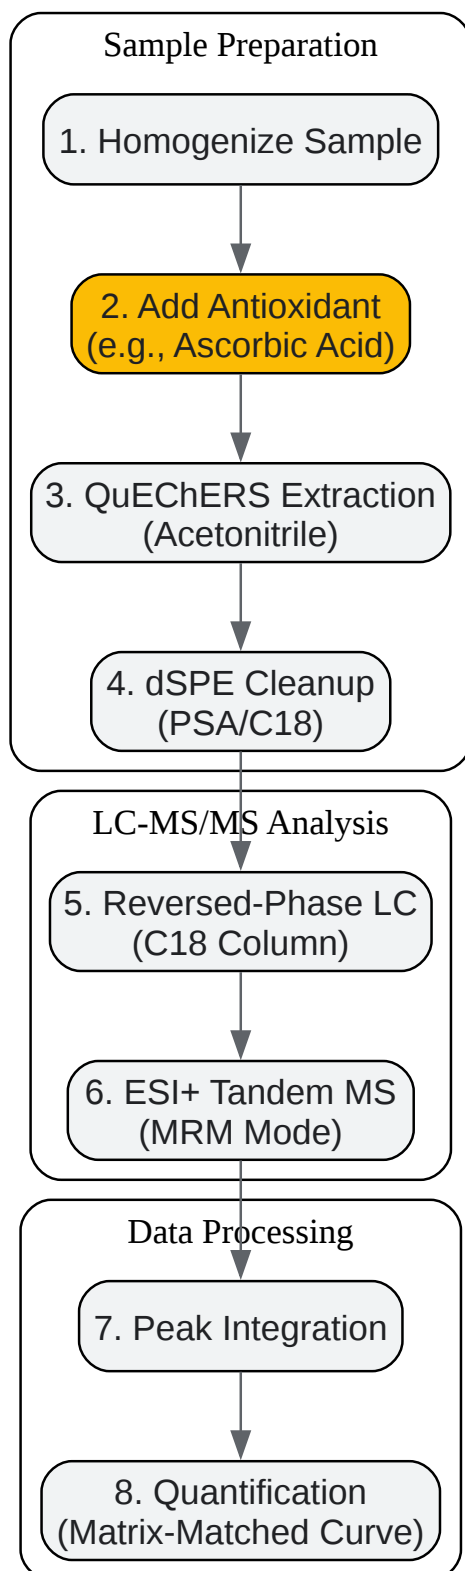 Sample Preparation
1. Homogenize Sample
2. Add Antioxidant
(e.g., Ascorbic Acid)
3. QuEChERS Extraction
(Acetonitrile)
4. dSPE Cleanup
(PSA/C18)
LC-MS/MS Analysis
5. Reversed-Phase LC
(C18 Column)
6. ESI+ Tandem MS
(MRM Mode)
Data Processing
7. Peak Integration
8. Quantification
(Matrix-Matched Curve)